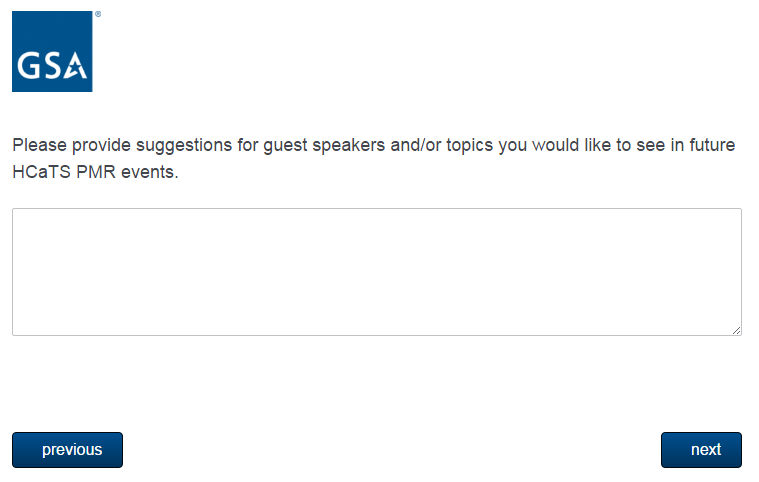 GSA
®
Please provide suggestions for guest speakers and/or topics you would like to see in future
HCaTS PMR events.
previous
next